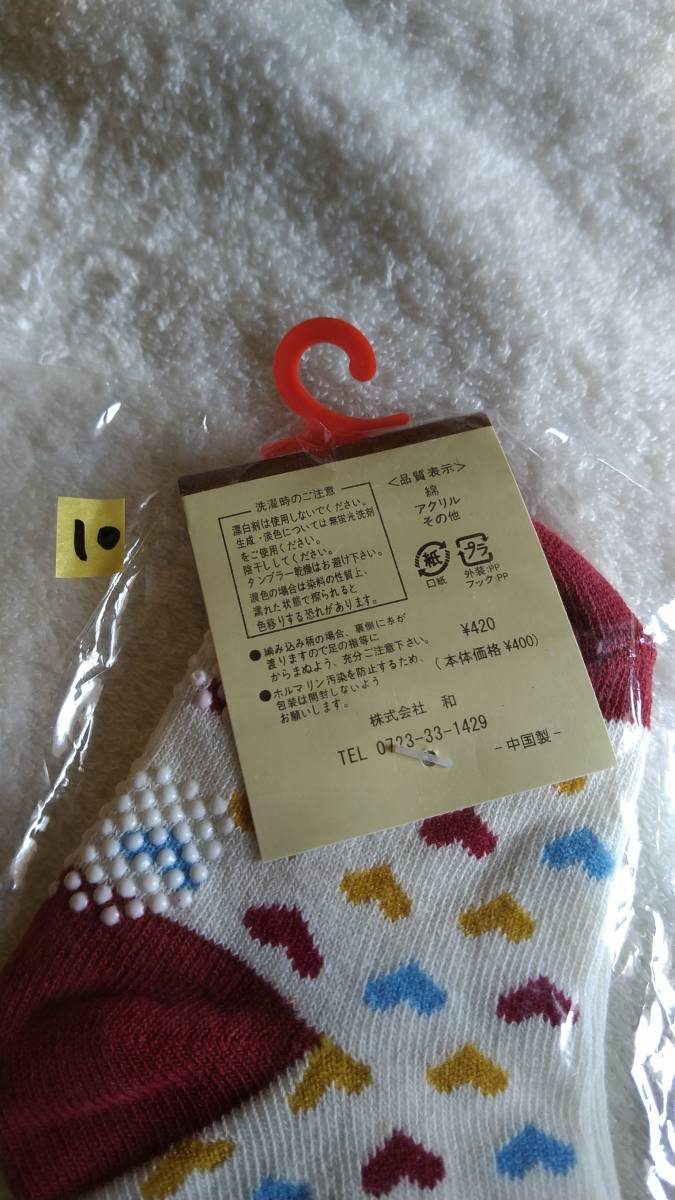 10
洗濯時のご注意
漂白剤は使用しないでください。
生成・淡色については無蛍光洗剤
をご使用ください。
陰干ししてください。
タンブラー乾燥はお避け下さい。
濃色の場合は染料の性質上、
濡れた状態で擦られると
色移りする恐れがあります。
●編み込み柄の場合、裏側に糸が
渡りますので足の指等に
からまぬよう、充分ご注意下さい。
●ホルマリン汚染を防止するため、
包装は開封しないよう
お願いします。
<品質表示>
綿
アクリル
その他
紙
口紙
プラ
外装:PP
フック:PP
¥420
(本体価格¥400)
株式会社 和
TEL 0723-33-1429
-中国製-